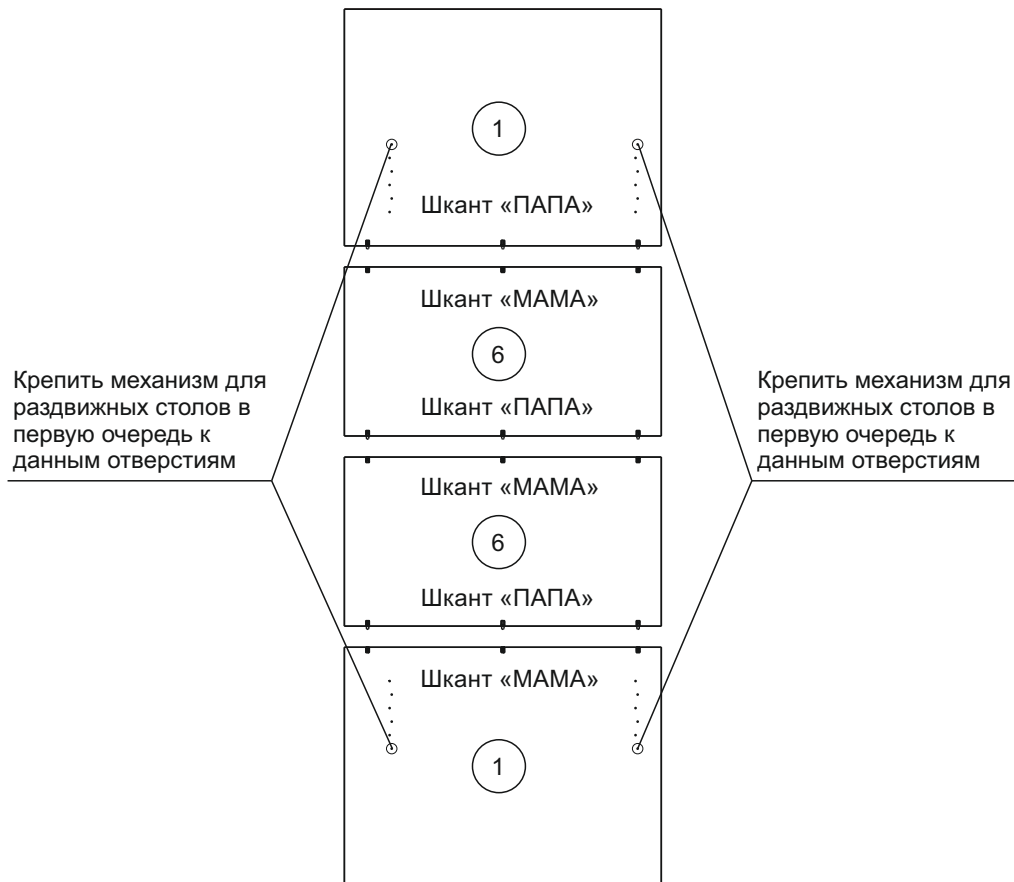 1
Шкант «ПАПА»
Шкант «МАМА»
6
Шкант «ПАПА»
Крепить механизм для
раздвижных столов в
первую очередь к
данным отверстиям
Крепить механизм для
раздвижных столов в
первую очередь к
данным отверстиям
Шкант «МАМА»
6
Шкант «ПАПА»
Шкант «МАМА»
1